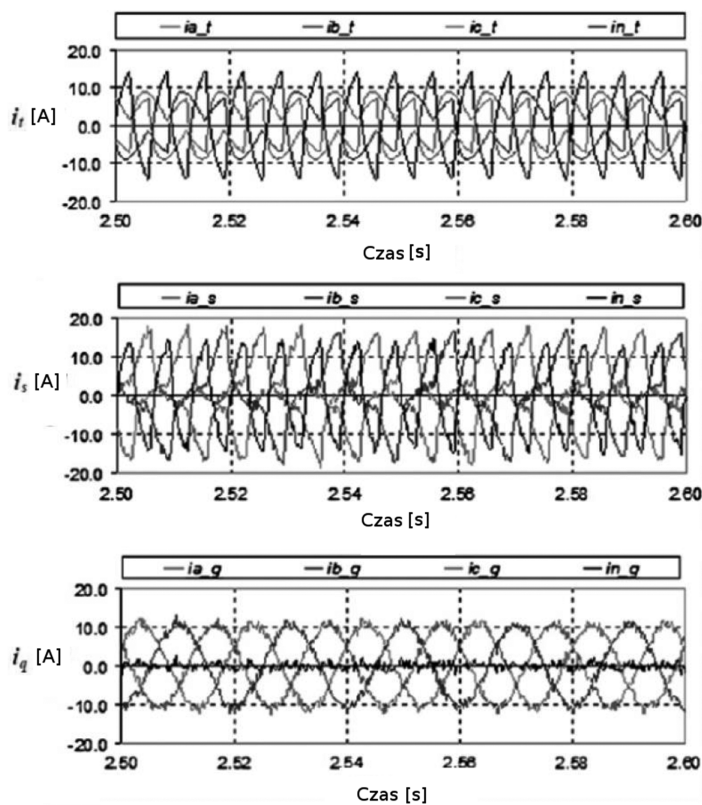 ia_t ib_t ic_t in_t
20.0
10.0
iₜ [A]
0.0
-10.0
-20.0
2.50 2.52 2.54 2.56 2.58 2.60
Czas [s]
ia_s ib_s ic_s in_s
20.0
10.0
iₛ [A]
0.0
-10.0
-20.0
2.50 2.52 2.54 2.56 2.58 2.60
Czas [s]
ia_g ib_g ic_g in_g
20.0
10.0
i_q [A]
0.0
-10.0
-20.0
2.50 2.52 2.54 2.56 2.58 2.60
Czas [s]